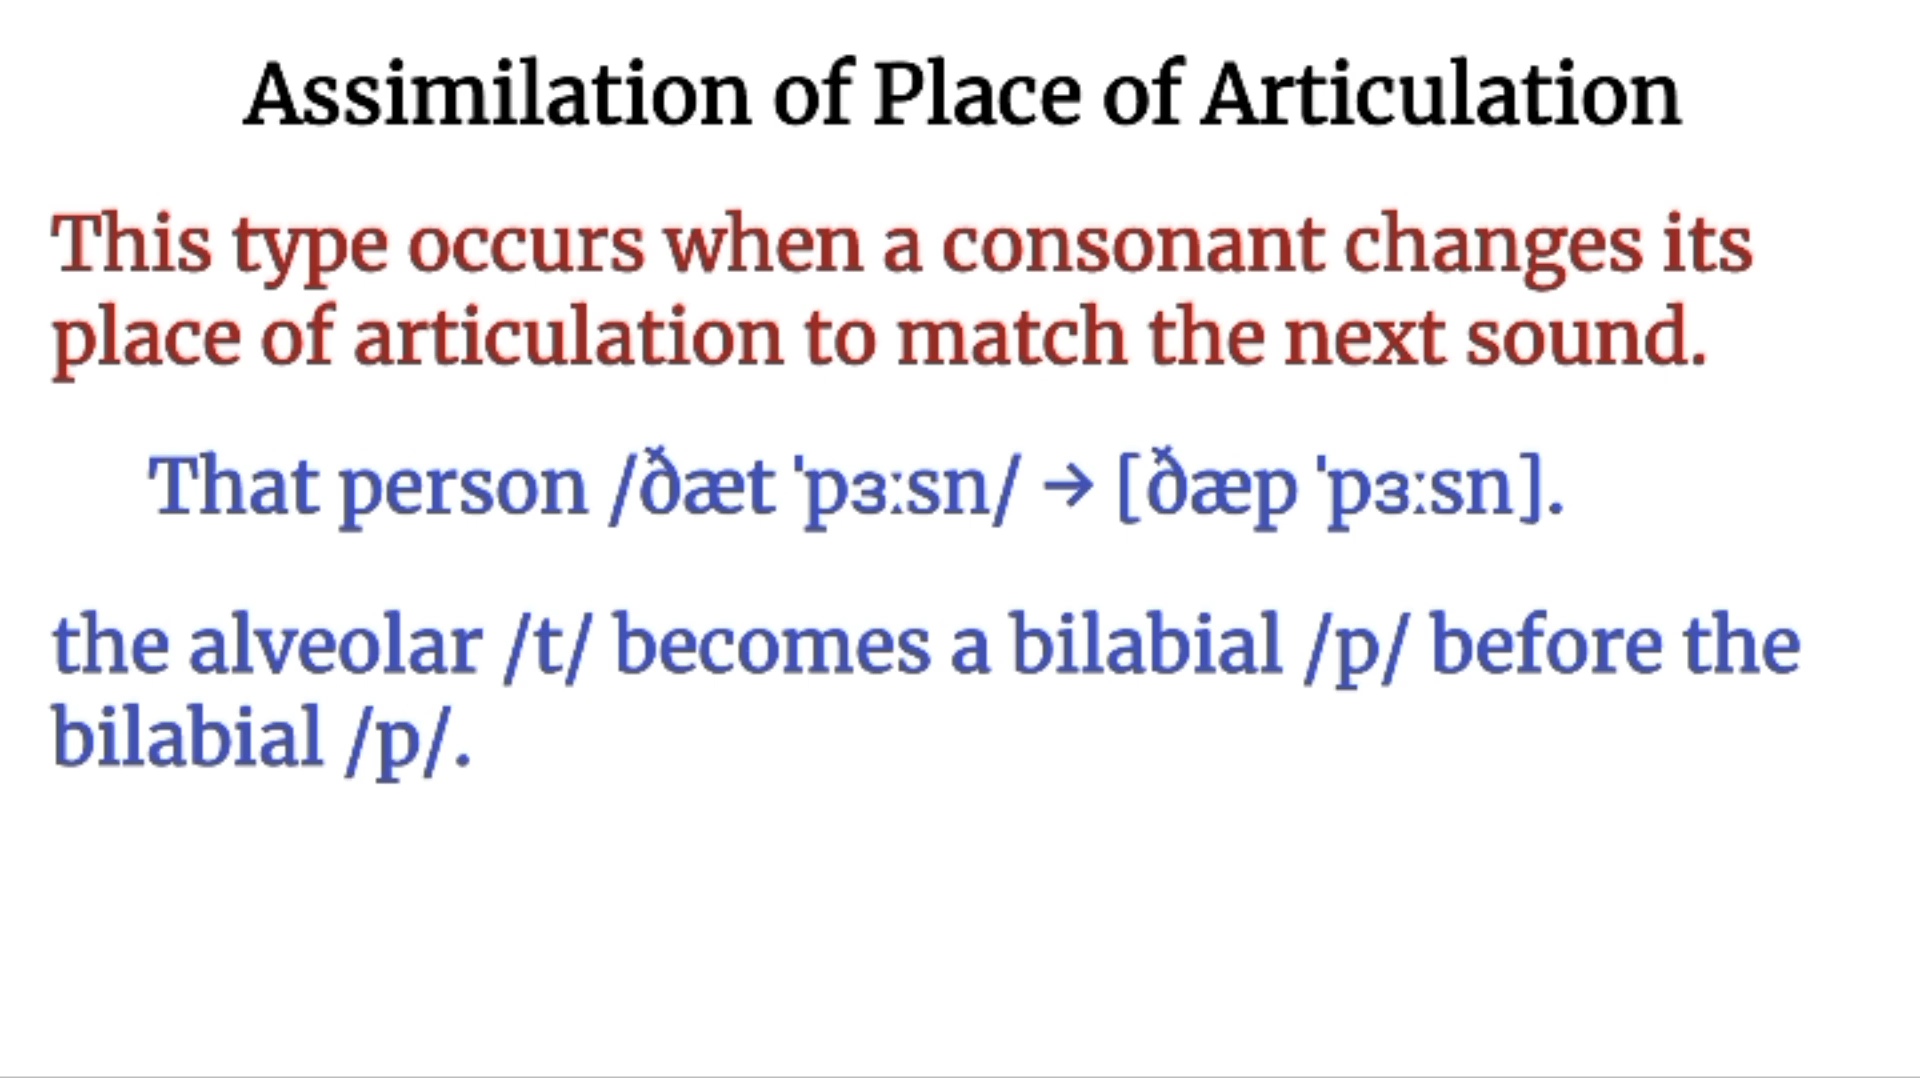 Assimilation of Place of Articulation
This type occurs when a consonant changes its
place of articulation to match the next sound.
That person /ðæt ˈpɜːsn/ → [ðæp ˈpɜːsn].
the alveolar /t/ becomes a bilabial /p/ before the
bilabial /p/.